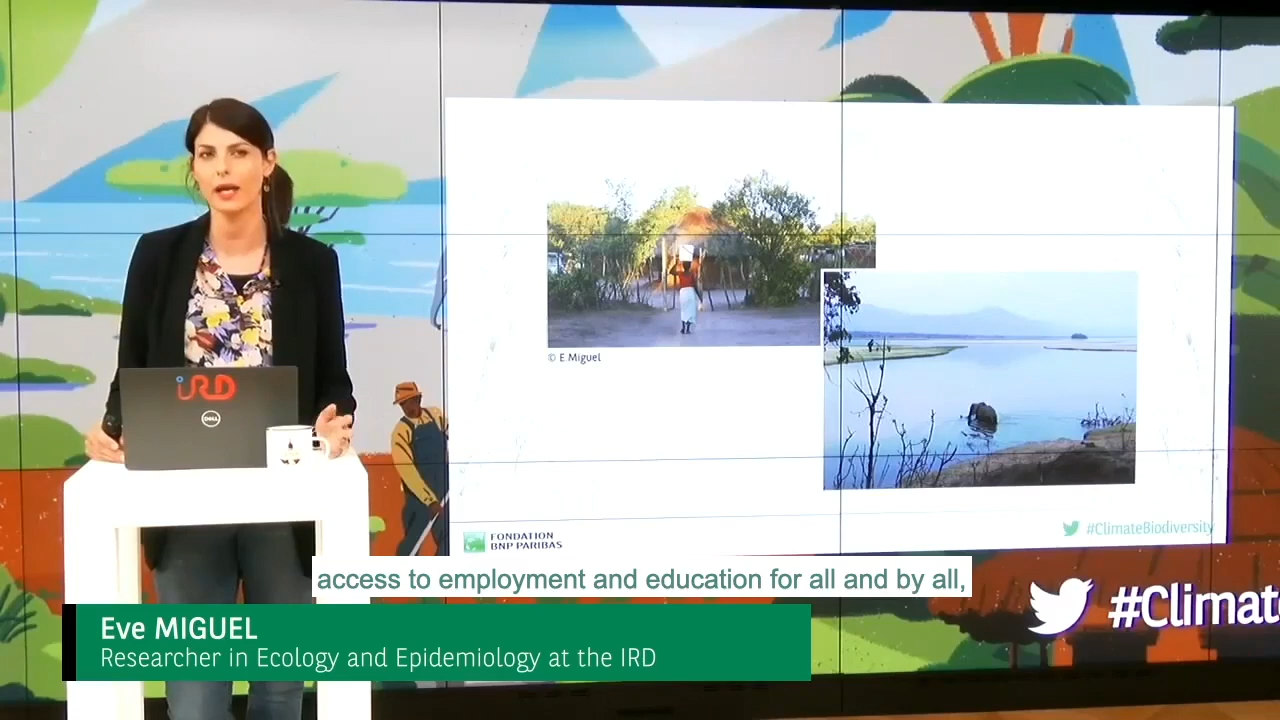 iRD
DELL
© E Miguel
FONDATION
BNP PARIBAS
#ClimateBiodiversity
access to employment and education for all and by all,
#Climat
Eve MIGUEL
Researcher in Ecology and Epidemiology at the IRD